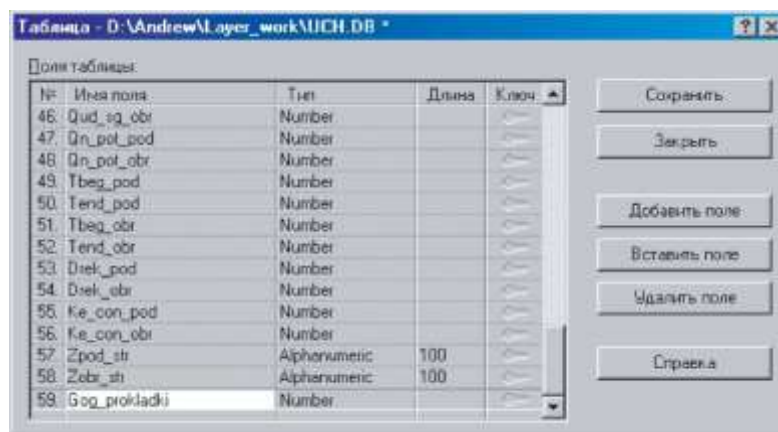 Таблица - D:\Andrew\Layer_work\UCH.DB *
Поля таблицы:
№ Имя поля Тип Длина Ключ
46. Qud_sg_obr Number
47. Qn_pot_pod Number
48. Qn_pot_obr Number
49. Tbeg_pod Number
50. Tend_pod Number
51. Tbeg_obr Number
52. Tend_obr Number
53. Drek_pod Number
54. Drek_obr Number
55. Ke_con_pod Number
56. Ke_con_obr Number
57. Zpod_str Alphanumeric 100
58. Zobr_str Alphanumeric 100
59. Gog_prokladki Number
Сохранить
Закрыть
Добавить поле
Вставить поле
Удалить поле
Справка